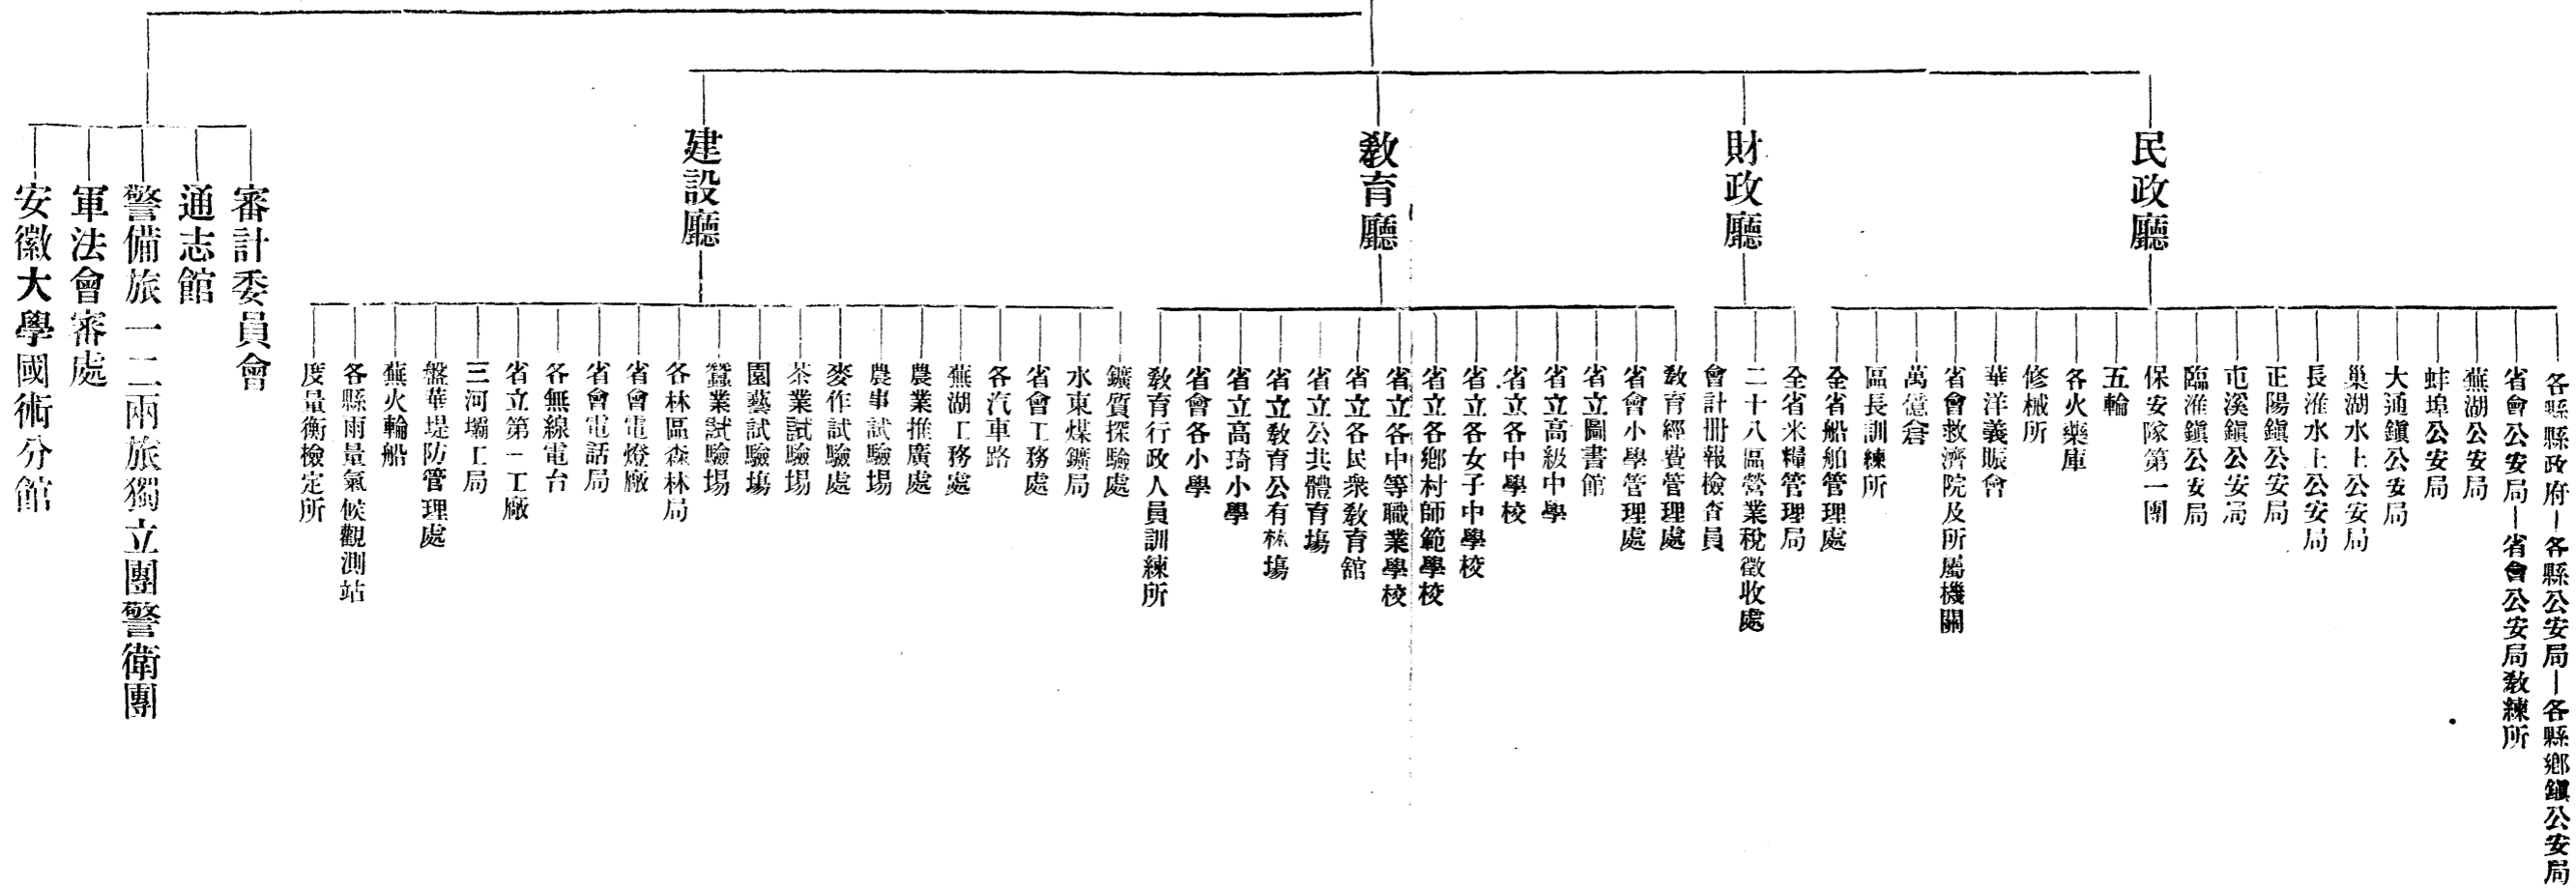 民政廳
各縣縣政府—各縣公安局—各縣鄉鎭公安局
省會公安局—省會公安局敎練所
蕪湖公安局
蚌埠公安局
大通鎭公安局
巢湖水上公安局
長淮水上公安局
正陽鎭公安局
屯溪鎭公安局
臨淮鎭公安局
保安隊第一團
五輪
各火藥庫
修械所
華洋義賬會
省會救濟院及所屬機關
萬億倉
區長訓練所
全省船舶管理處
財政廳
全省米糧管理局
二十八區營業稅徵收處
會計册報檢查員
敎育廳
敎育經費管理處
省會小學管理處
省立圖書館
省立高級中學
省立各中學校
省立各女子中學校
省立各鄉村師範學校
省立各中等職業學校
省立各民衆敎育舘
省立公共體育塲
省立敎育公有林塲
省立高琦小學
省會各小學
敎育行政人員訓練所
建設廳
鑛質探驗處
水東煤鑛局
省會工務處
各汽車路
蕪湖工務處
農業推廣處
農事試驗塲
麥作試驗處
茶業試驗塲
園藝試驗塲
蠶業試驗塲
各林區森林局
省會電燈廠
省會電話局
各無線電台
省立第一工廠
三河壩工局
盤華堤防管理處
蕪火輪船
各縣雨量氣候觀測站
度量衡檢定所
審計委員會
通志館
警備旅一二兩旅獨立團警衛團
軍法會審處
安徽大學國術分館